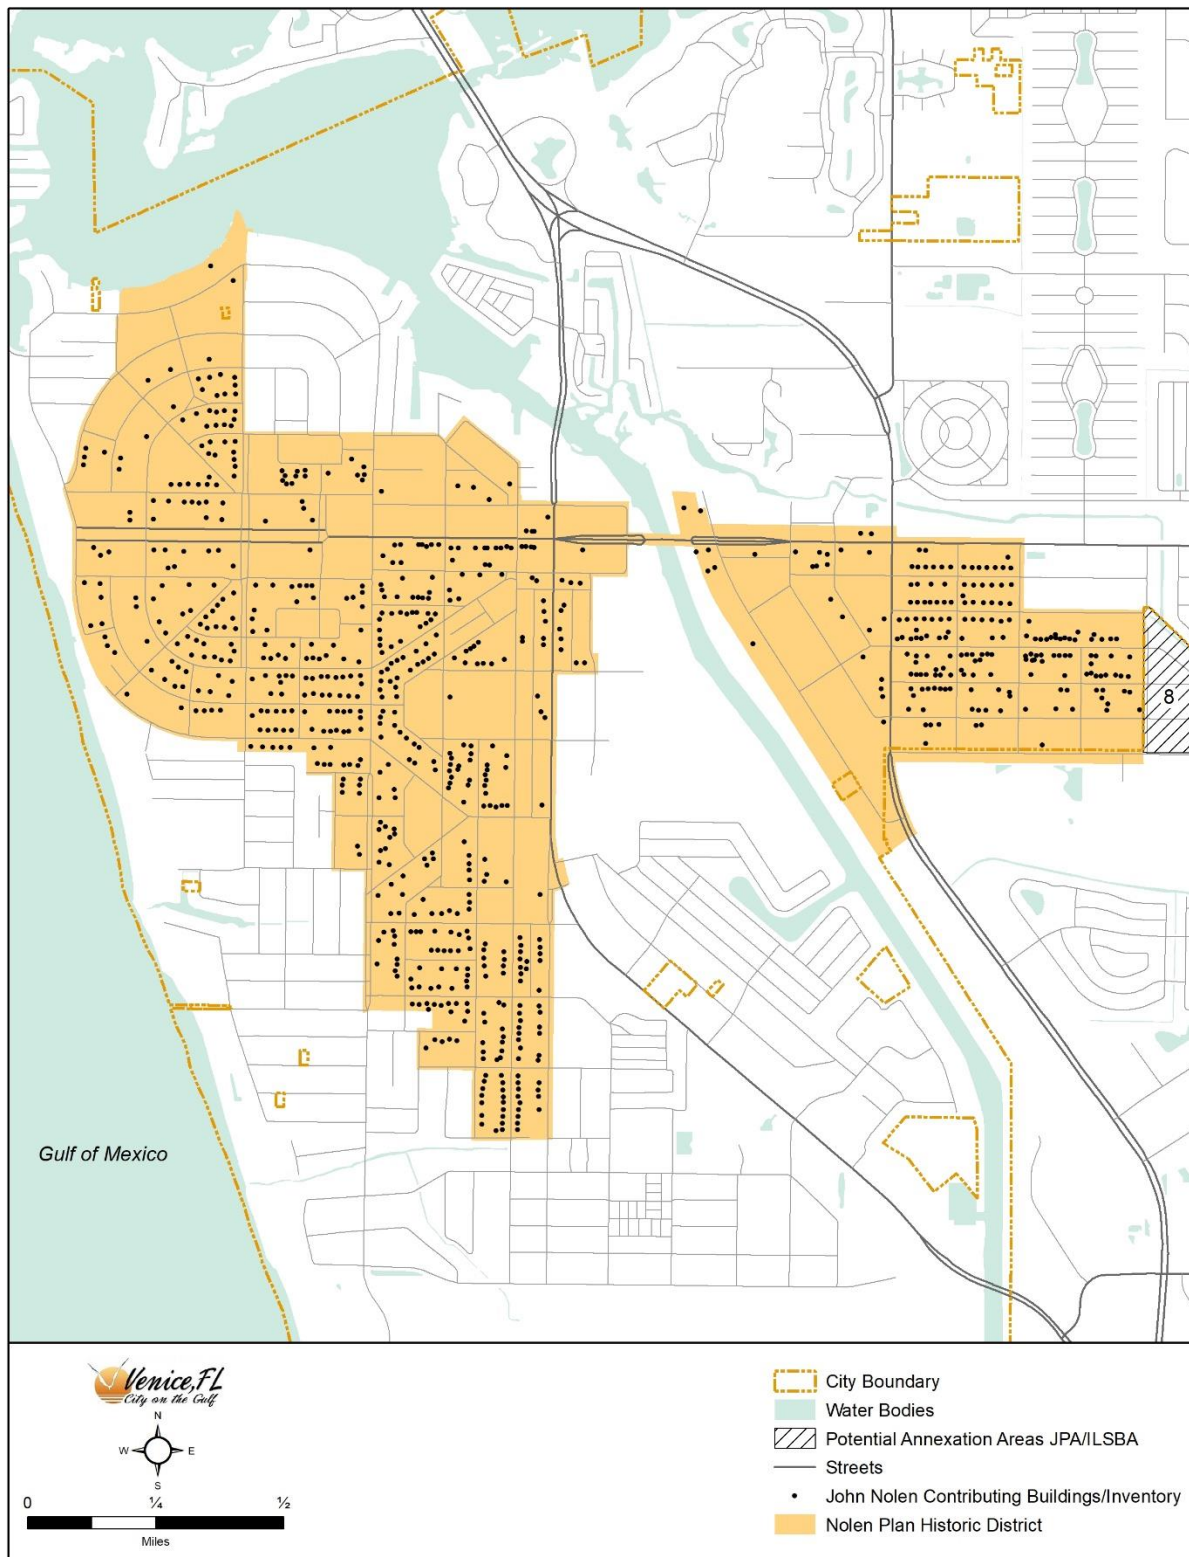 8
Gulf of Mexico
Venice, FL
City on the Gulf
N
W E
S
0 ¼ ½
Miles
City Boundary
Water Bodies
Potential Annexation Areas JPA/ILSBA
Streets
John Nolen Contributing Buildings/Inventory
Nolen Plan Historic District